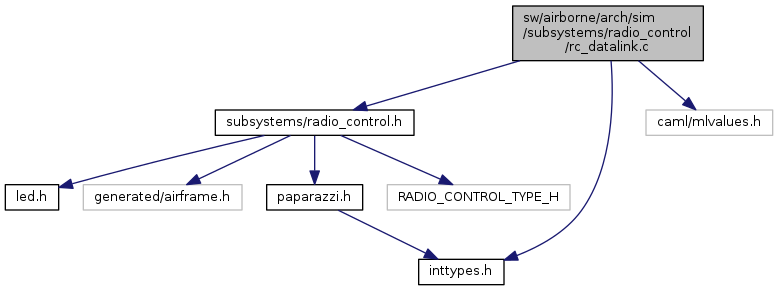 sw/airborne/arch/sim
/subsystems/radio_control
/rc_datalink.c
subsystems/radio_control.h
caml/mlvalues.h
led.h
generated/airframe.h
paparazzi.h
RADIO_CONTROL_TYPE_H
inttypes.h